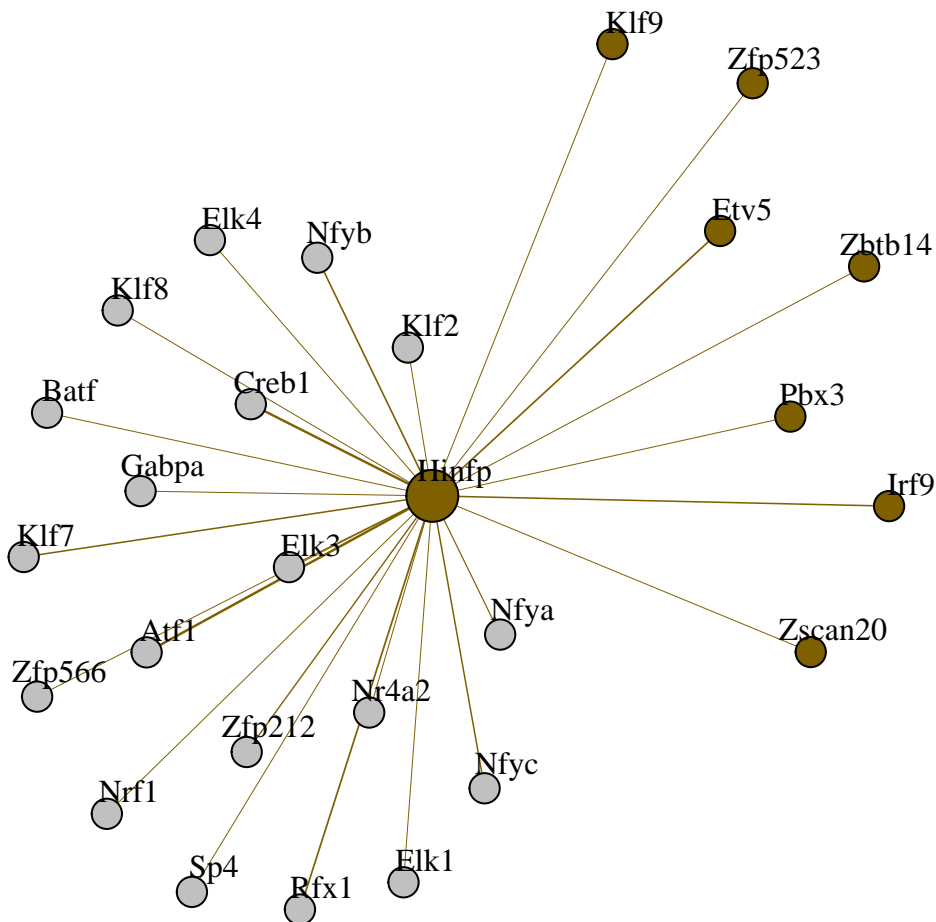 Klf9
Zfp523
Etv5
Elk4
Nfyb
Zbtb14
Klf8
Klf2
Creb1
Batf
Pbx3
Gabpa
Hinfp
Irf9
Klf7
Elk3
Nfya
Atf1
Zscan20
Zfp566
Nr4a2
Zfp212
Nfyc
Nrf1
Sp4
Rfx1
Elk1